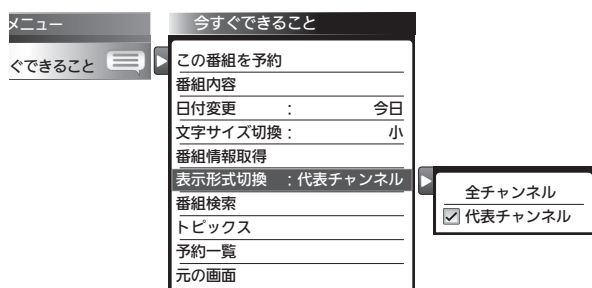 メニュー
ぐできること
今すぐできること
この番組を予約
番組内容
日付変更 : 今日
文字サイズ切換 : 小
番組情報取得
表示形式切換 : 代表チャンネル
番組検索
トピックス
予約一覧
元の画面
全チャンネル
代表チャンネル